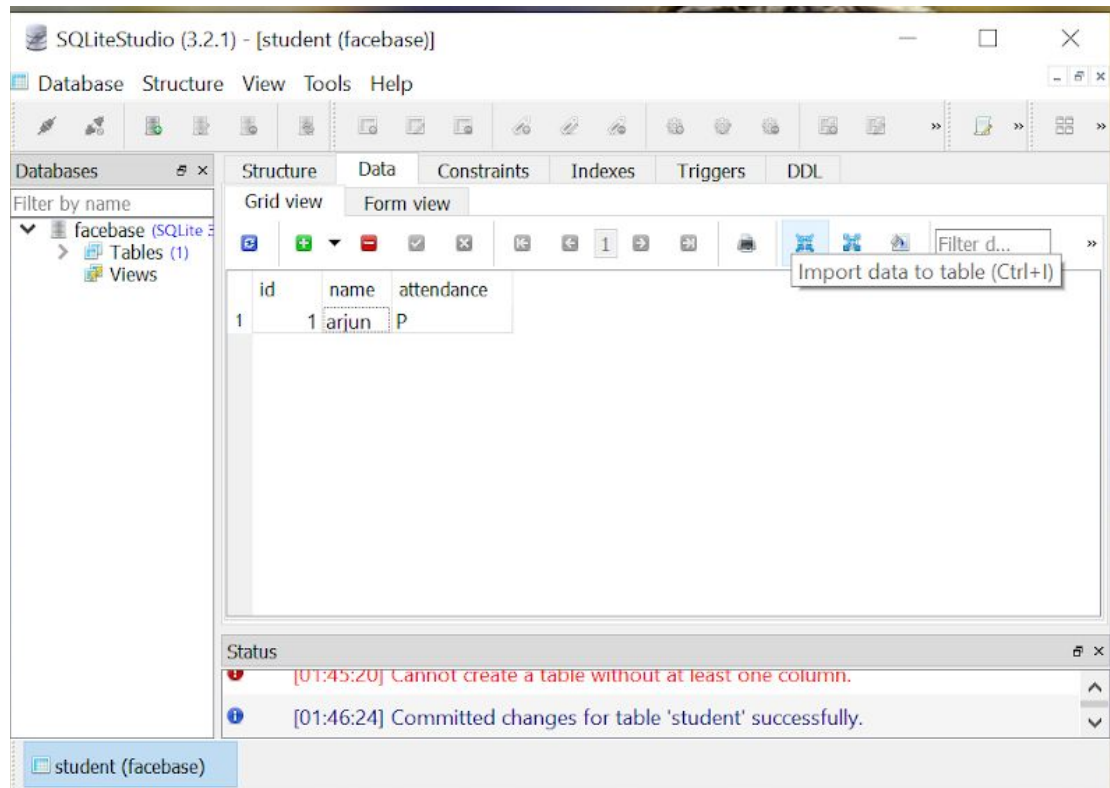 SQLiteStudio (3.2.1) - [student (facebase)]
Database Structure View Tools Help
Databases
Filter by name
facebase (SQLite 3
Tables (1)
Views
Structure Data Constraints Indexes Triggers DDL
Grid view Form view
1 Filter d...
Import data to table (Ctrl+I)
id name attendance
1 1 arjun P
Status
[01:45:20] Cannot create a table without at least one column.
[01:46:24] Committed changes for table 'student' successfully.
student (facebase)